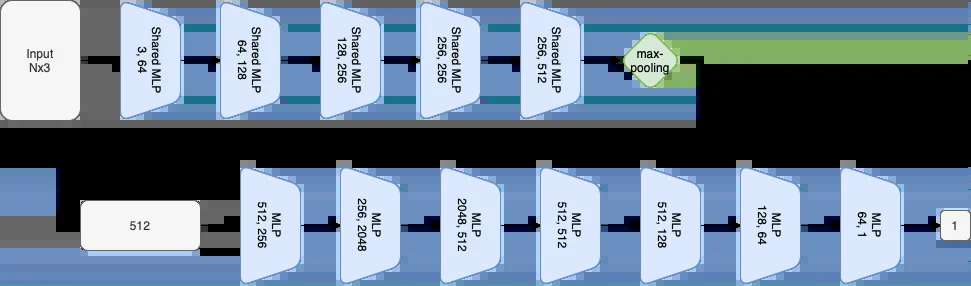 Input
Nx3
Shared MLP
3, 64
Shared MLP
64, 128
Shared MLP
128, 256
Shared MLP
256, 256
Shared MLP
256, 512
max-
pooling
512
MLP
512, 256
MLP
256, 2048
MLP
2048, 512
MLP
512, 512
MLP
512, 128
MLP
128, 64
MLP
64, 1
1